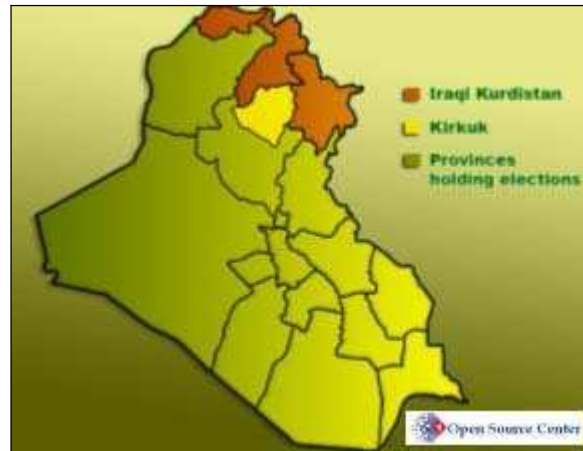 Iraqi Kurdistan
Kirkuk
Provinces
holding elections
Open Source Center